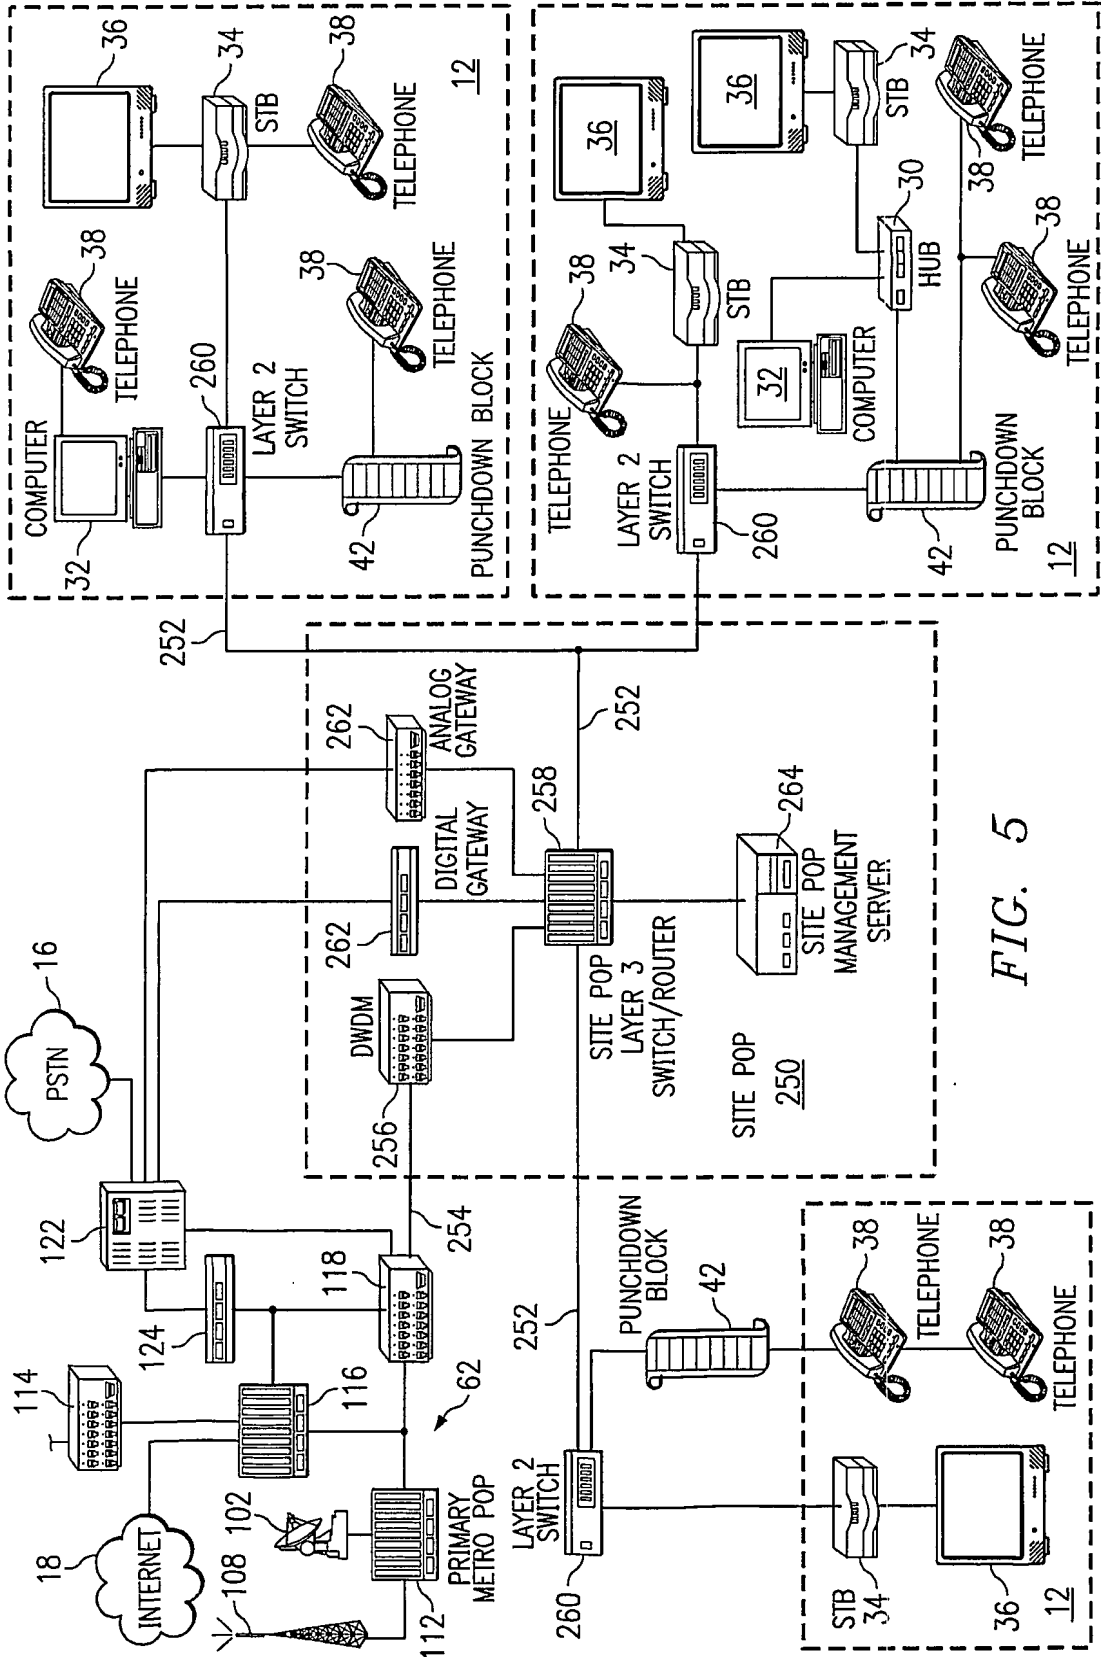 36
34
STB
38
TELEPHONE
12
38
TELEPHONE
COMPUTER
32
260
LAYER 2
SWITCH
38
TELEPHONE
42
PUNCHDOWN BLOCK
36
36
34
STB
38
TELEPHONE
34
STB
38
TELEPHONE
30
HUB
38
TELEPHONE
32
COMPUTER
LAYER 2
SWITCH
260
42
PUNCHDOWN
BLOCK
12
252
262
ANALOG
GATEWAY
252
262
DIGITAL
GATEWAY
258
264
SITE POP
MANAGEMENT
SERVER
DWDM
256
SITE POP
LAYER 3
SWITCH/ROUTER
SITE POP
250
16
PSTN
122
124
118
254
114
116
62
18
INTERNET
102
108
112
PRIMARY
METRO POP
252
PUNCHDOWN
BLOCK
42
LAYER 2
SWITCH
260
38
TELEPHONE
38
TELEPHONE
STB
34
36
12
FIG. 5